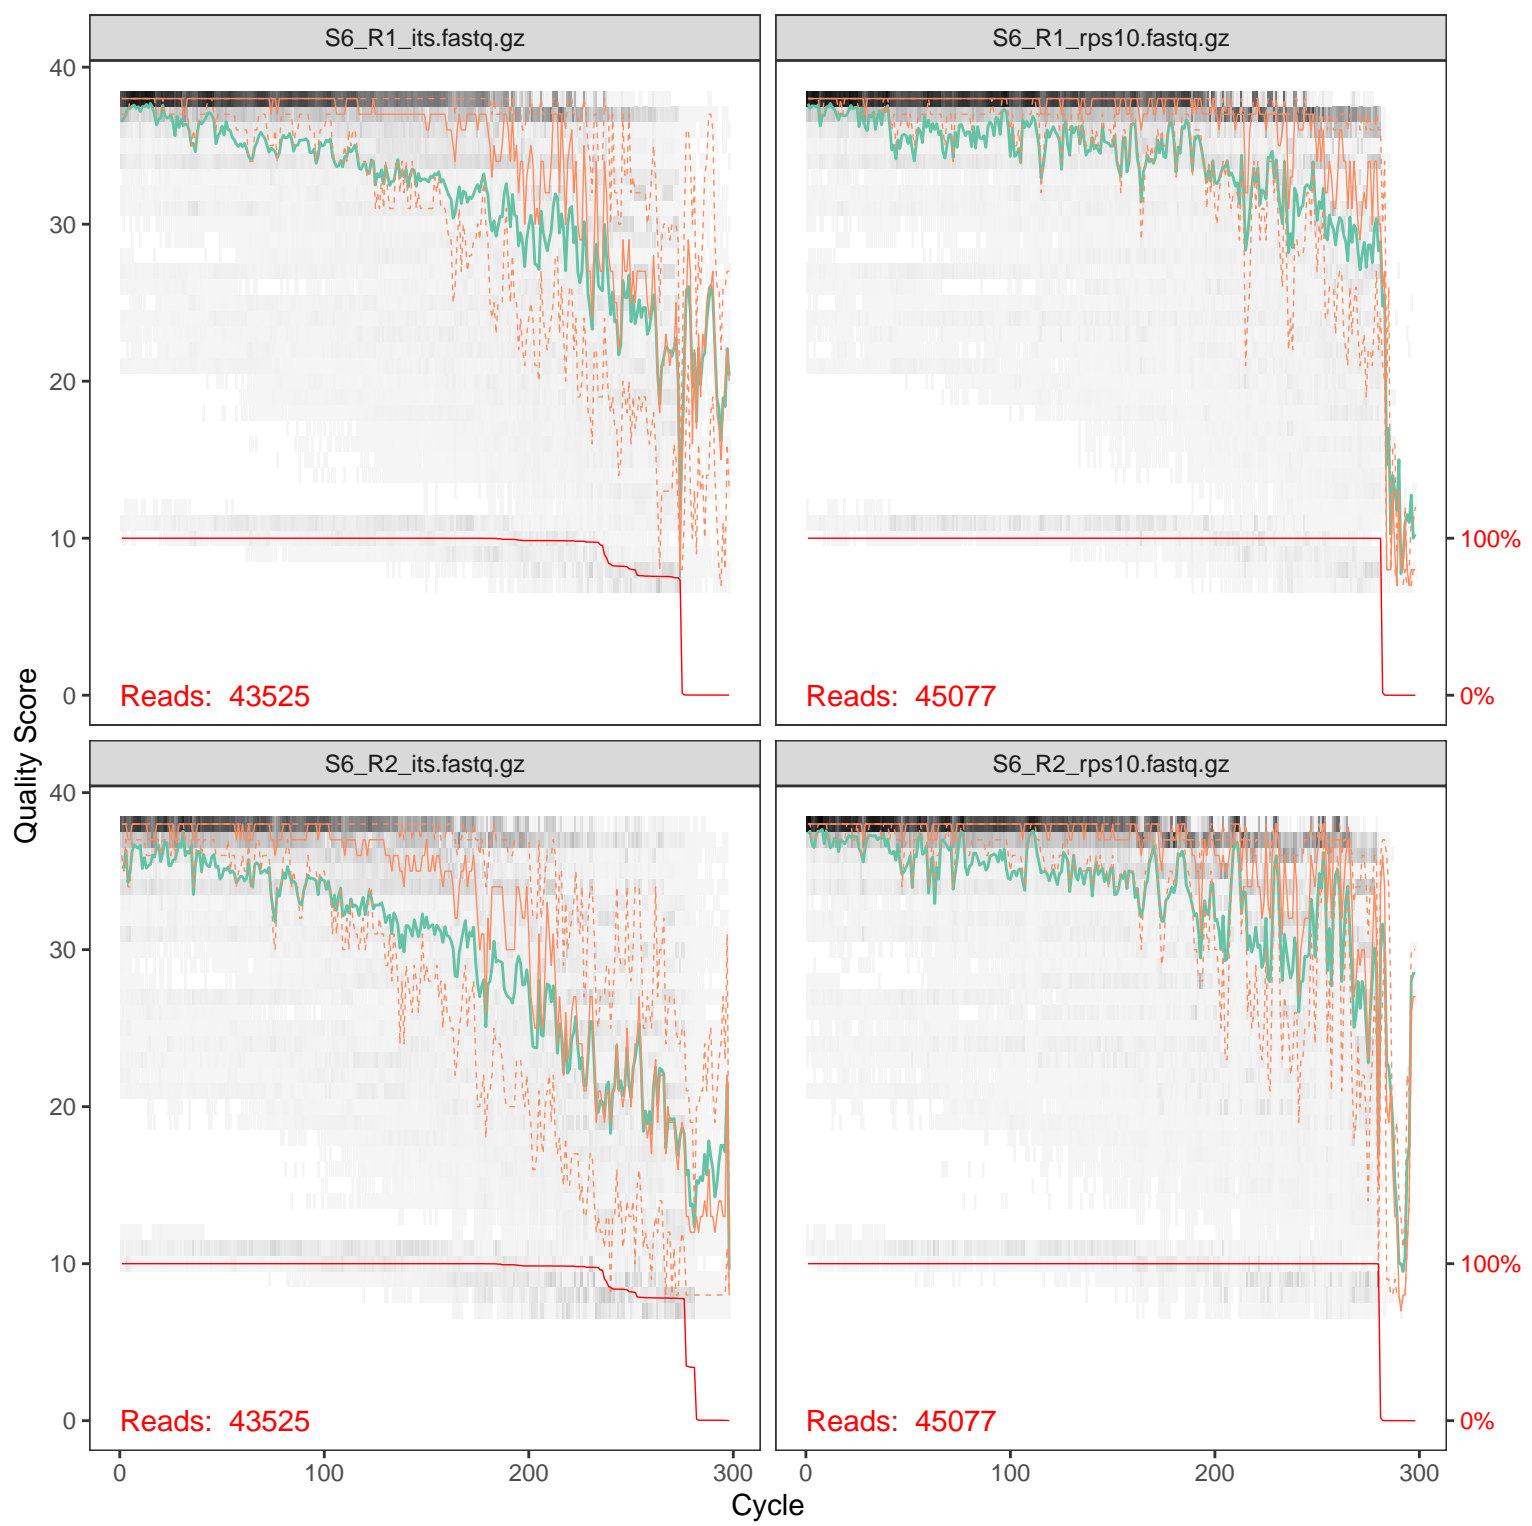 S6_R1_its.fastq.gz
S6_R1_rps10.fastq.gz
40
30
20
10
0
100%
0%
Reads: 43525
Reads: 45077
Quality Score
S6_R2_its.fastq.gz
S6_R2_rps10.fastq.gz
40
30
20
10
0
100%
0%
Reads: 43525
Reads: 45077
0
100
200
300
0
100
200
300
Cycle